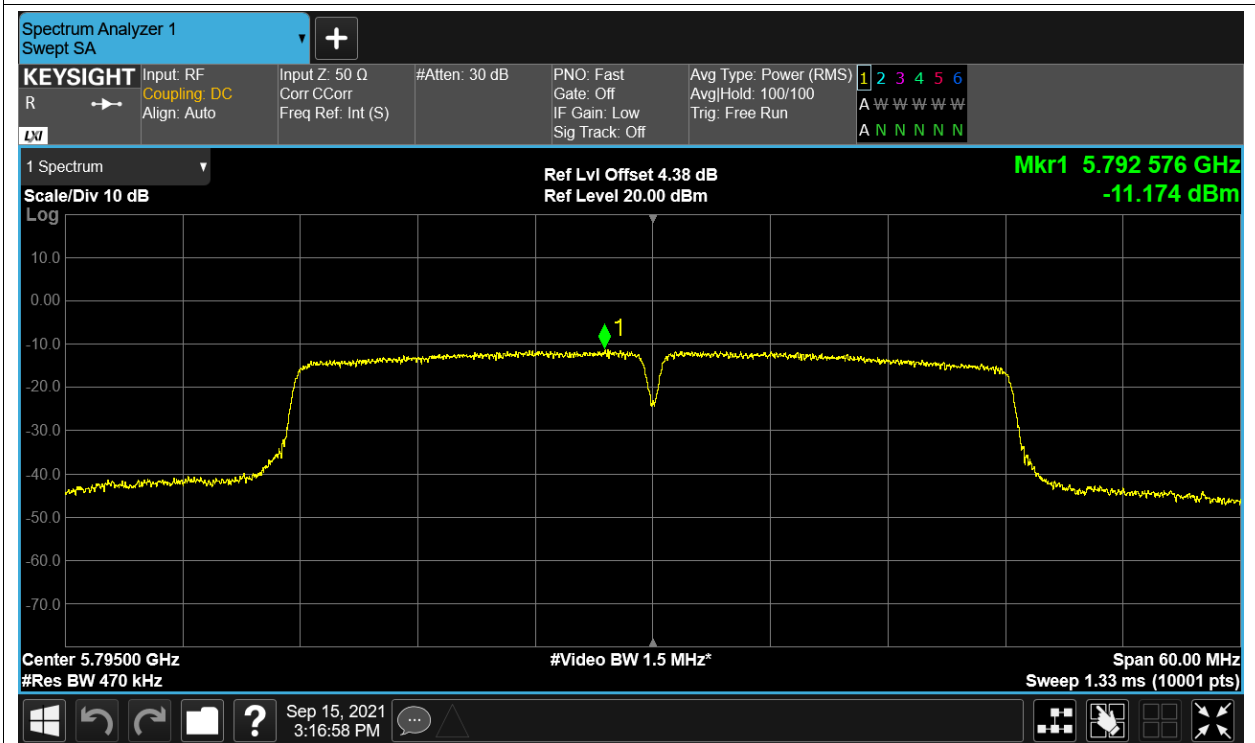 Spectrum Analyzer 1
Swept SA
KEYSIGHT
R
LXI
Input: RF
Coupling: DC
Align: Auto
Input Z: 50 Ω
Corr CCorr
Freq Ref: Int (S)
#Atten: 30 dB
PNO: Fast
Gate: Off
IF Gain: Low
Sig Track: Off
Avg Type: Power (RMS)
Avg|Hold: 100/100
Trig: Free Run
1 2 3 4 5 6
A W W W W W
A N N N N N
1 Spectrum
Scale/Div 10 dB
Ref Lvl Offset 4.38 dB
Ref Level 20.00 dBm
Mkr1 5.792 576 GHz
-11.174 dBm
Log
10.0
0.00
-10.0
-20.0
-30.0
-40.0
-50.0
-60.0
-70.0
1
Center 5.79500 GHz
#Res BW 470 kHz
#Video BW 1.5 MHz*
Span 60.00 MHz
Sweep 1.33 ms (10001 pts)
?
Sep 15, 2021
3:16:58 PM